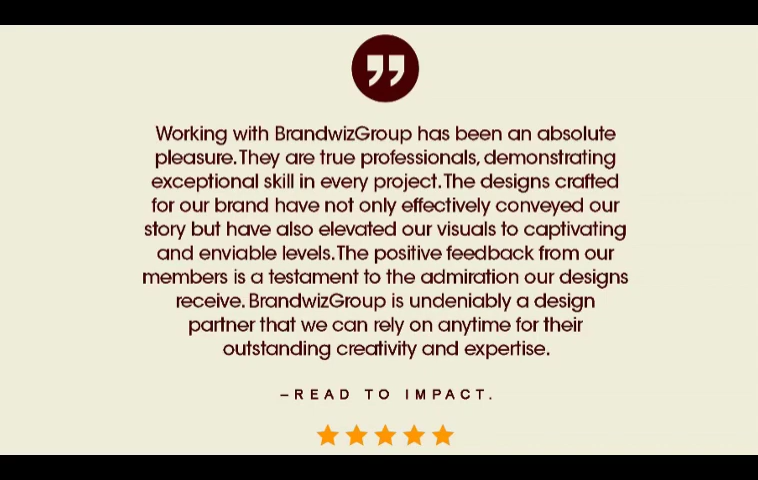 Working with BrandwizGroup has been an absolute
pleasure. They are true professionals, demonstrating
exceptional skill in every project. The designs crafted
for our brand have not only effectively conveyed our
story but have also elevated our visuals to captivating
and enviable levels. The positive feedback from our
members is a testament to the admiration our designs
receive. BrandwizGroup is undeniably a design
partner that we can rely on anytime for their
outstanding creativity and expertise.
–READ TO IMPACT.